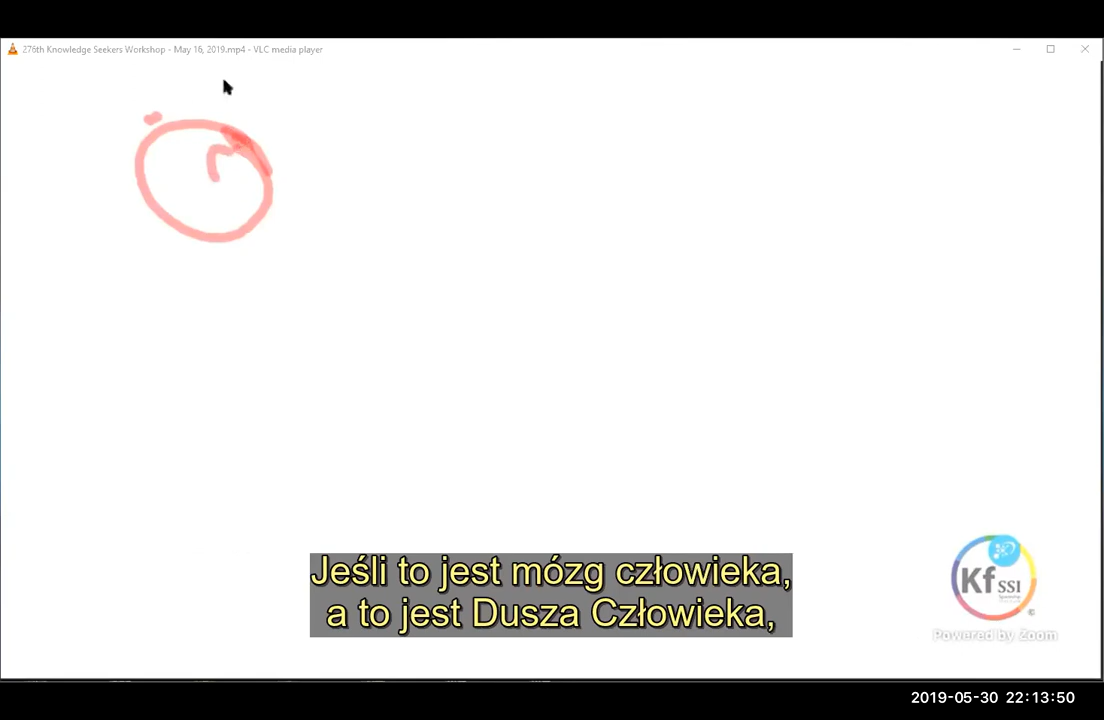 276th Knowledge Seekers Workshop - May 16, 2019.mp4 - VLC media player
Jeśli to jest mózg człowieka,
a to jest Dusza Człowieka,
Kf SSI
Powered by Zoom
2019-05-30 22:13:50